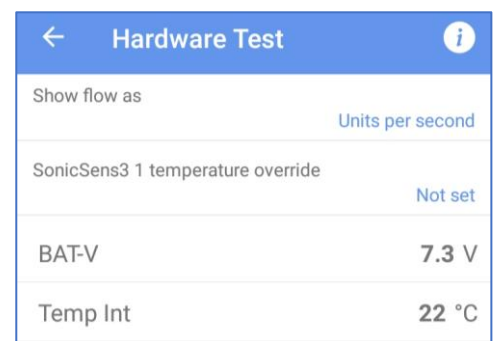 Hardware Test
Show flow as
Units per second
SonicSens3 1 temperature override
Not set
BAT-V 7.3 V
Temp Int 22 °C